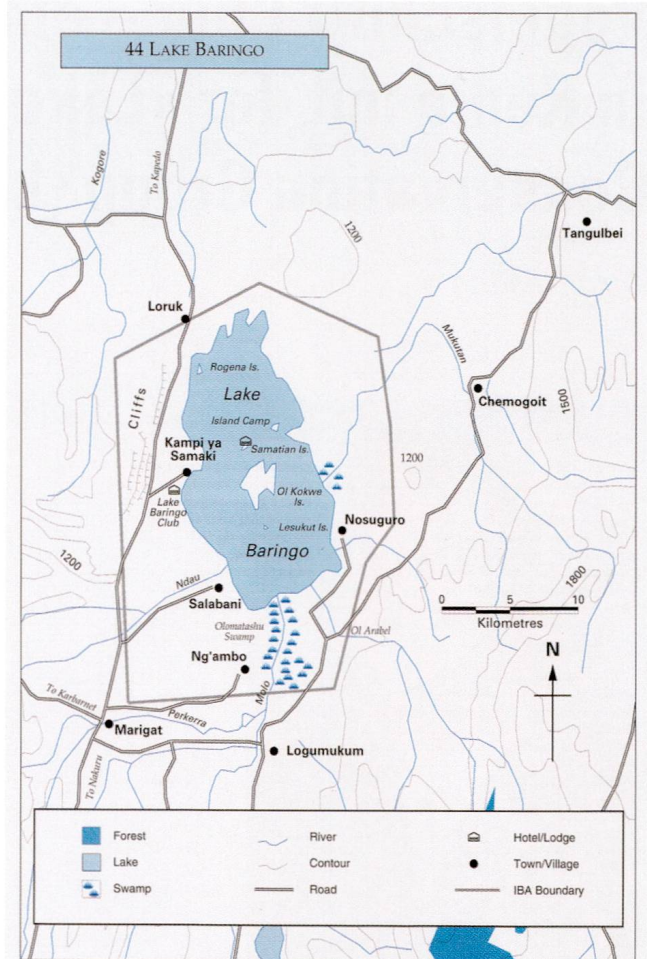 44 LAKE BARINGO
Kogore
To Kapedo
1200
Tangulbei
Loruk
Mukutan
Rogena Is.
Lake
Cliffs
Chemogoit
1500
Island Camp
Kampi ya
Samaki
Samatian Is.
1200
Ol Kokwe
Is.
Lake
Baringo
Club
Lesukut Is.
Nosuguro
Baringo
1200
Ndau
1800
Salabani
0 5 10
Kilometres
Olomatashu
Swamp
Ol Arabel
N
Ng'ambo
To Karbarnet
Molo
Perkerra
Marigat
Logumukum
To Nakuru
Forest
River
Hotel/Lodge
Lake
Contour
Town/Village
Swamp
Road
IBA Boundary